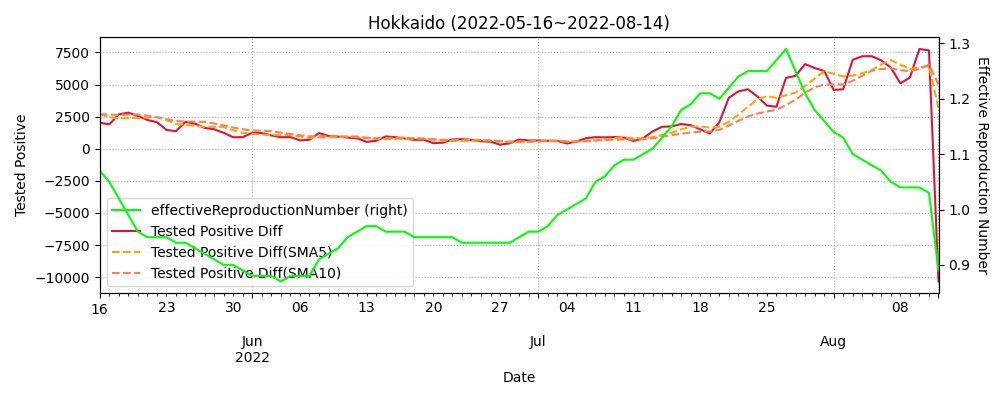 Hokkaido (2022-05-16~2022-08-14)
7500
5000
2500
0
−2500
−5000
−7500
−10000
Tested Positive
1.3
1.2
1.1
1.0
0.9
Effective Reproduction Number
effectiveReproductionNumber (right)
Tested Positive Diff
Tested Positive Diff(SMA5)
Tested Positive Diff(SMA10)
16 23 30 06 13 20 27 04 11 18 25 08
Jun Jul Aug
2022
Date